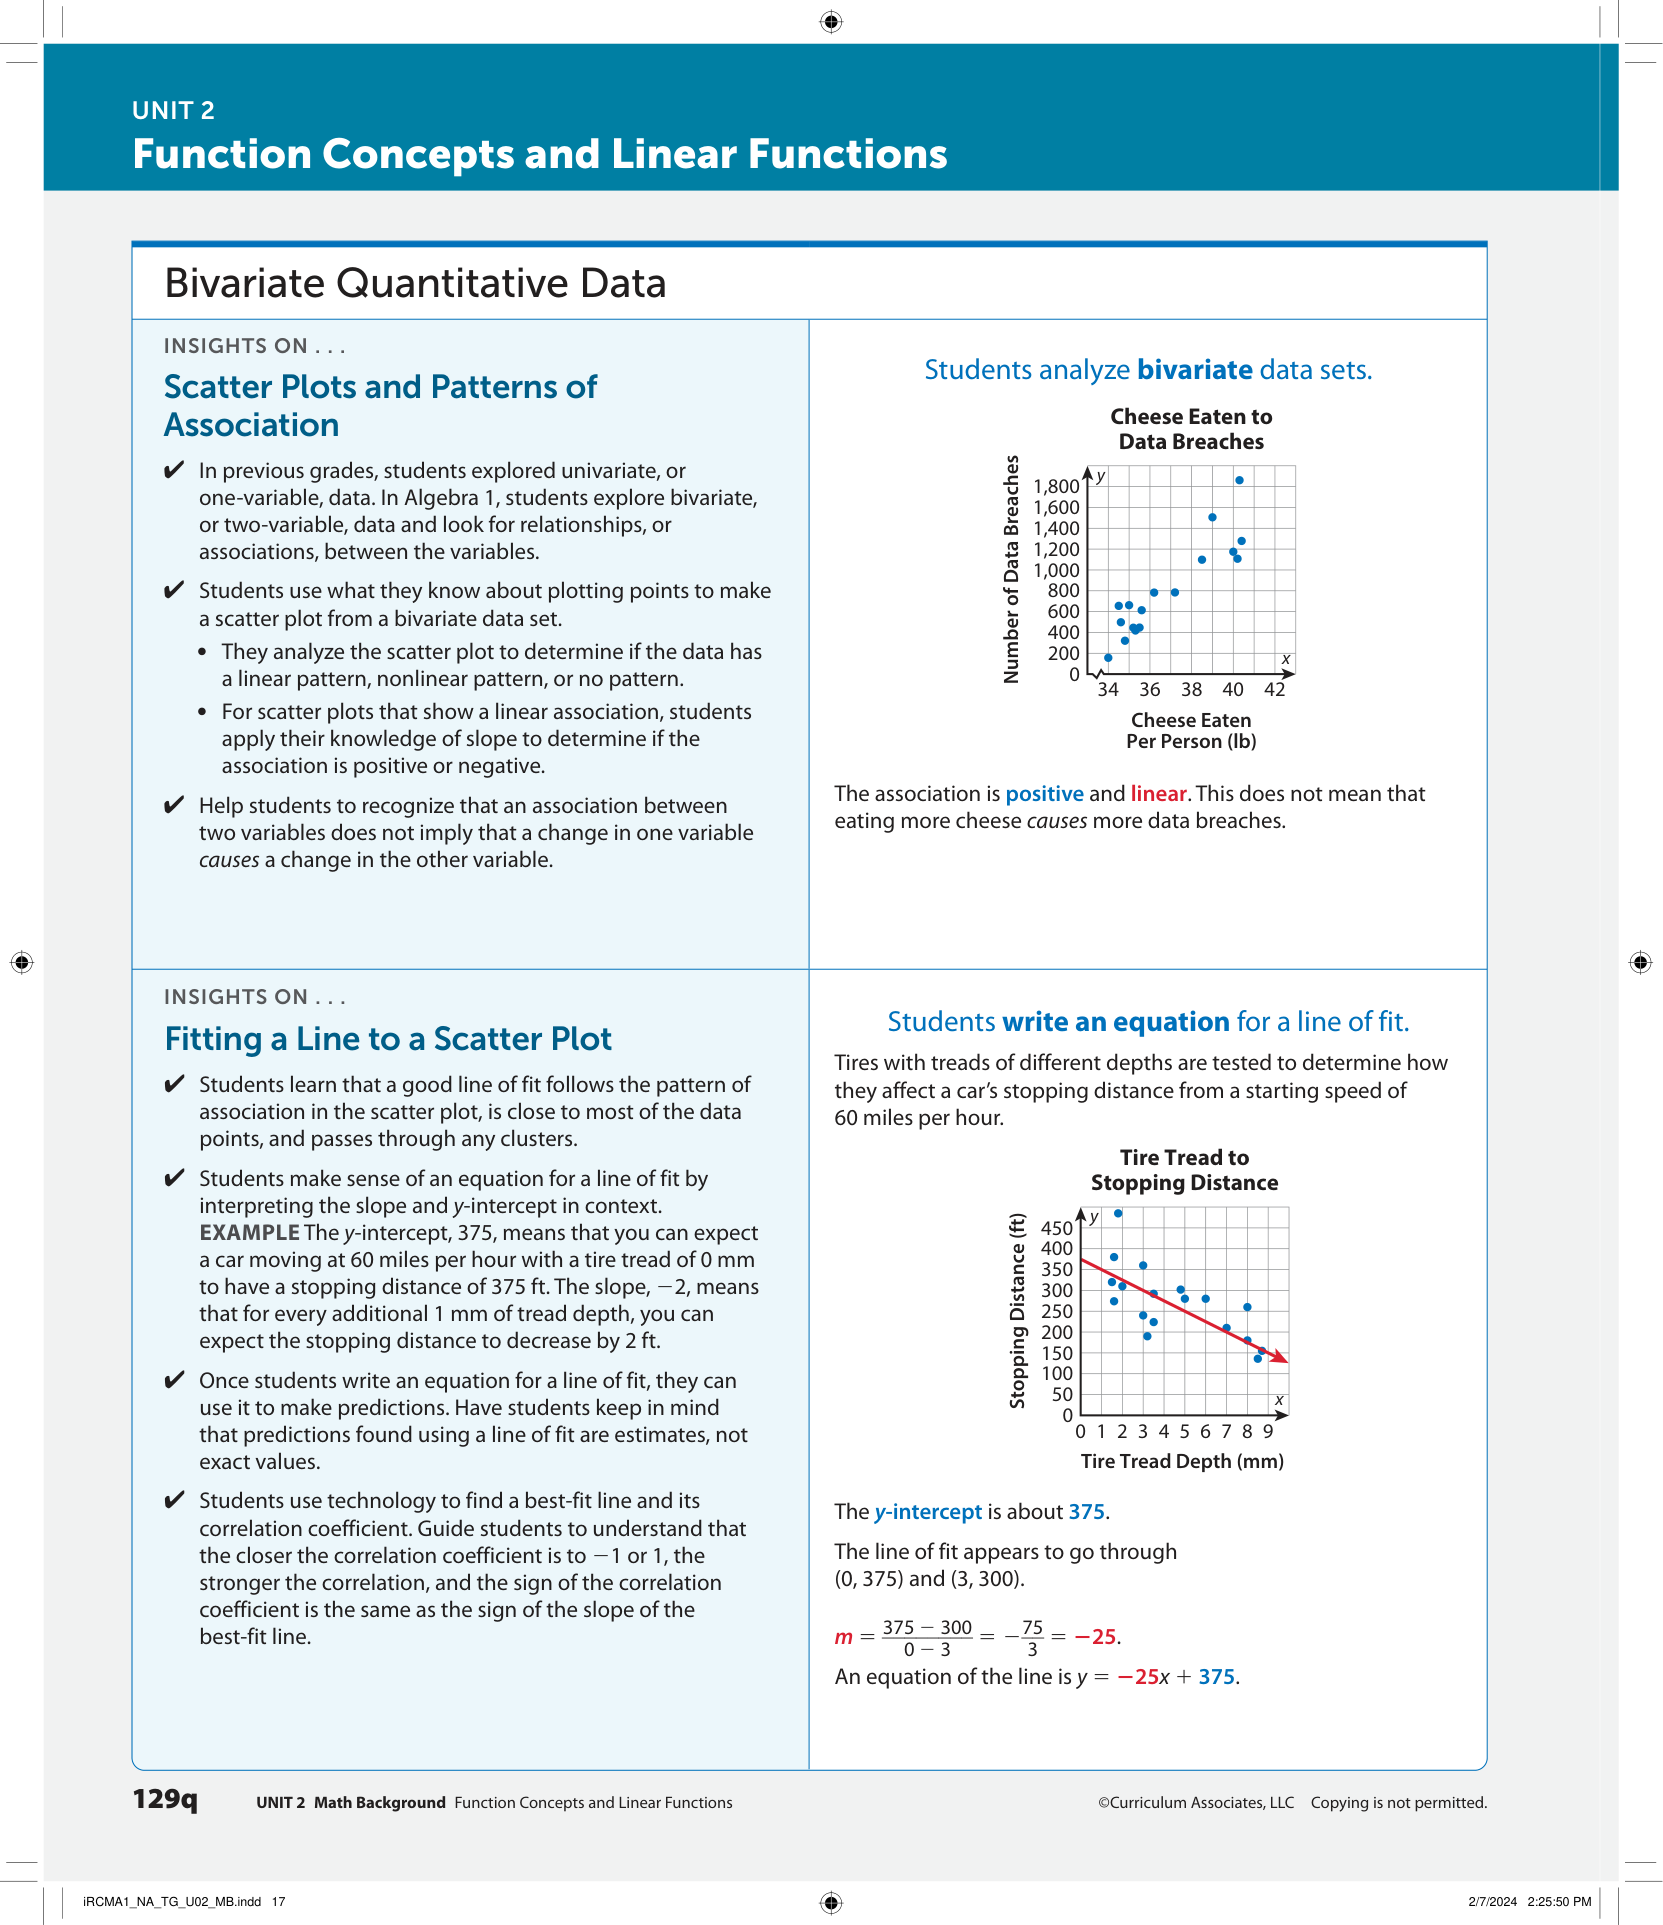 UNIT 2
Function Concepts and Linear Functions
Bivariate Quantitative Data
INSIGHTS ON . . .
Scatter Plots and Patterns of
Association
✔ In previous grades, students explored univariate, or
one-variable, data. In Algebra 1, students explore bivariate,
or two-variable, data and look for relationships, or
associations, between the variables.
✔ Students use what they know about plotting points to make
a scatter plot from a bivariate data set.
• They analyze the scatter plot to determine if the data has
a linear pattern, nonlinear pattern, or no pattern.
• For scatter plots that show a linear association, students
apply their knowledge of slope to determine if the
association is positive or negative.
✔ Help students to recognize that an association between
two variables does not imply that a change in one variable
causes a change in the other variable.
Students analyze bivariate data sets.
Cheese Eaten to
Data Breaches
Number of Data Breaches
y
1,800
1,600
1,400
1,200
1,000
800
600
400
200
0
x
34 36 38 40 42
Cheese Eaten
Per Person (lb)
The association is positive and linear. This does not mean that
eating more cheese causes more data breaches.
INSIGHTS ON . . .
Fitting a Line to a Scatter Plot
✔ Students learn that a good line of fit follows the pattern of
association in the scatter plot, is close to most of the data
points, and passes through any clusters.
✔ Students make sense of an equation for a line of fit by
interpreting the slope and y-intercept in context.
EXAMPLE The y-intercept, 375, means that you can expect
a car moving at 60 miles per hour with a tire tread of 0 mm
to have a stopping distance of 375 ft. The slope, −2, means
that for every additional 1 mm of tread depth, you can
expect the stopping distance to decrease by 2 ft.
✔ Once students write an equation for a line of fit, they can
use it to make predictions. Have students keep in mind
that predictions found using a line of fit are estimates, not
exact values.
✔ Students use technology to find a best-fit line and its
correlation coefficient. Guide students to understand that
the closer the correlation coefficient is to −1 or 1, the
stronger the correlation, and the sign of the correlation
coefficient is the same as the sign of the slope of the
best-fit line.
Students write an equation for a line of fit.
Tires with treads of different depths are tested to determine how
they affect a car’s stopping distance from a starting speed of
60 miles per hour.
Tire Tread to
Stopping Distance
Stopping Distance (ft)
y
450
400
350
300
250
200
150
100
50
0
x
0 1 2 3 4 5 6 7 8 9
Tire Tread Depth (mm)
The y-intercept is about 375.
The line of fit appears to go through
(0, 375) and (3, 300).
m = (375 − 300)/(0 − 3) = −75/3 = −25.
An equation of the line is y = −25x + 375.
129q UNIT 2 Math Background Function Concepts and Linear Functions
©Curriculum Associates, LLC Copying is not permitted.
iRCMA1_NA_TG_U02_MB.indd 17
2/7/2024 2:25:50 PM